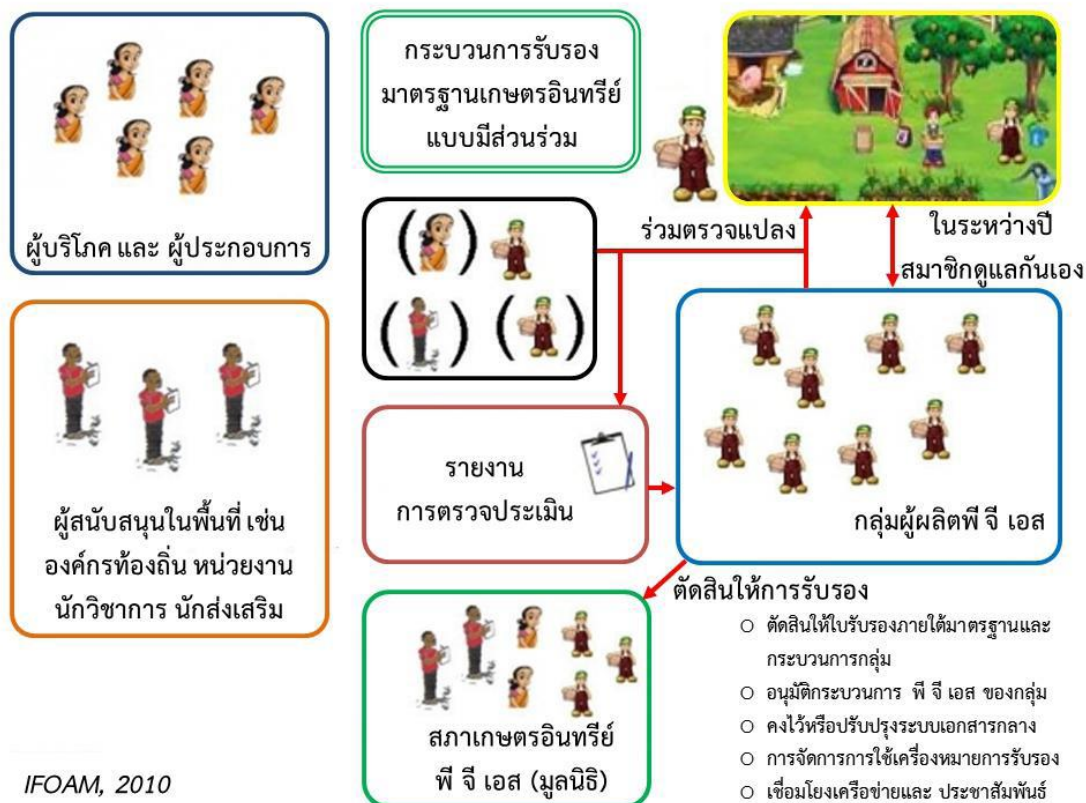 กระบวนการรับรอง
มาตรฐานเกษตรอินทรีย์
แบบมีส่วนร่วม
ผู้บริโภค และ ผู้ประกอบการ
ร่วมตรวจแปลง
ในระหว่างปี
สมาชิกดูแลกันเอง
ผู้สนับสนุนในพื้นที่ เช่น
องค์กรท้องถิ่น หน่วยงาน
นักวิชาการ นักส่งเสริม
รายงาน
การตรวจประเมิน
กลุ่มผู้ผลิตพี จี เอส
ตัดสินให้การรับรอง
○ ตัดสินให้ใบรับรองภายใต้มาตรฐานและ
กระบวนการกลุ่ม
○ อนุมัติกระบวนการ พี จี เอส ของกลุ่ม
○ คงไว้หรือปรับปรุงระบบเอกสารกลาง
○ การจัดการการใช้เครื่องหมายการรับรอง
○ เชื่อมโยงเครือข่ายและ ประชาสัมพันธ์
สภาเกษตรอินทรีย์
พี จี เอส (มูลนิธิ)
IFOAM, 2010